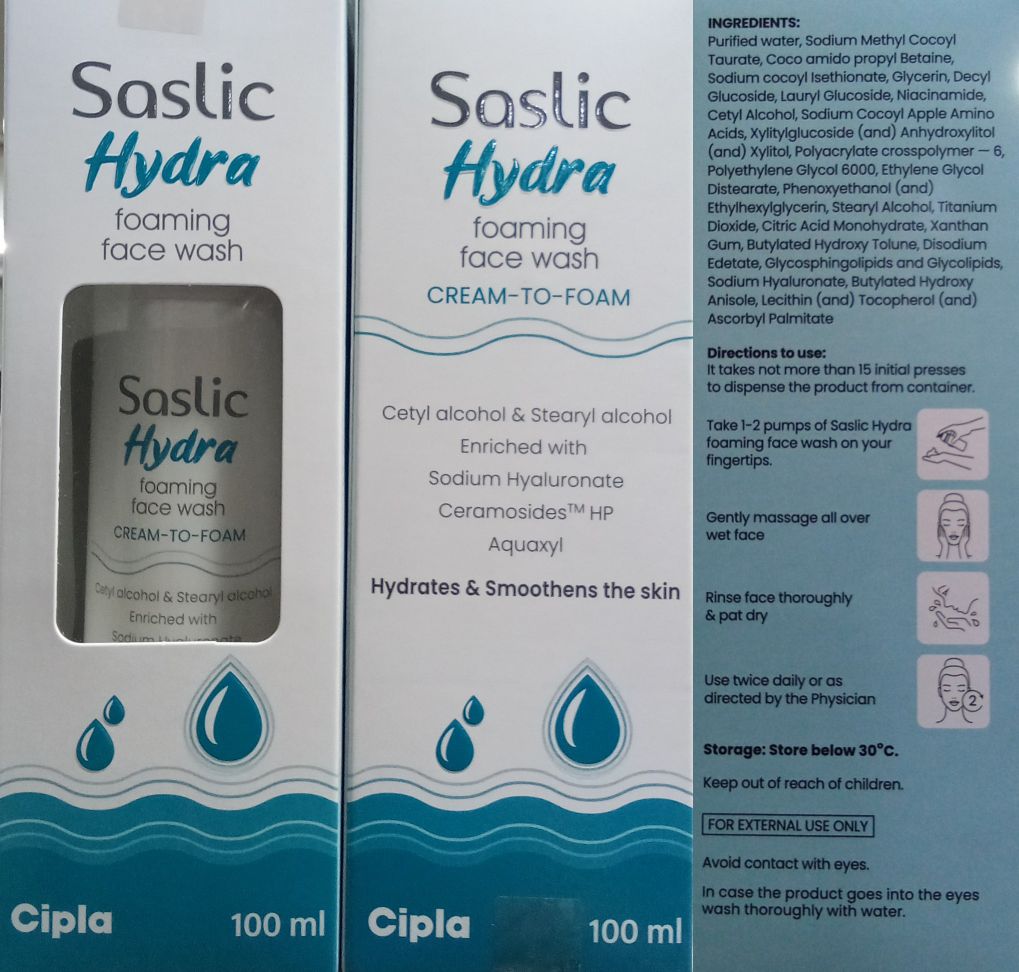 Saslic
Hydra
foaming
face wash
Saslic
Hydra
foaming
face wash
CREAM-TO-FOAM
Cetyl alcohol & Stearyl alcohol
Enriched with
Sodium Hyaluronate
Cipla
100 ml
Saslic
Hydra
foaming
face wash
CREAM-TO-FOAM
Cetyl alcohol & Stearyl alcohol
Enriched with
Sodium Hyaluronate
Ceramosides™ HP
Aquaxyl
Hydrates & Smoothens the skin
Cipla
100 ml
INGREDIENTS:
Purified water, Sodium Methyl Cocoyl
Taurate, Coco amido propyl Betaine,
Sodium cocoyl Isethionate, Glycerin, Decyl
Glucoside, Lauryl Glucoside, Niacinamide,
Cetyl Alcohol, Sodium Cocoyl Apple Amino
Acids, Xylitylglucoside (and) Anhydroxylitol
(and) Xylitol, Polyacrylate crosspolymer – 6,
Polyethylene Glycol 6000, Ethylene Glycol
Distearate, Phenoxyethanol (and)
Ethylhexylglycerin, Stearyl Alcohol, Titanium
Dioxide, Citric Acid Monohydrate, Xanthan
Gum, Butylated Hydroxy Tolune, Disodium
Edetate, Glycosphingolipids and Glycolipids,
Sodium Hyaluronate, Butylated Hydroxy
Anisole, Lecithin (and) Tocopherol (and)
Ascorbyl Palmitate
Directions to use:
It takes not more than 15 initial presses
to dispense the product from container.
Take 1-2 pumps of Saslic Hydra
foaming face wash on your
fingertips.
Gently massage all over
wet face
Rinse face thoroughly
& pat dry
Use twice daily or as
directed by the Physician
2
Storage: Store below 30°C.
Keep out of reach of children.
FOR EXTERNAL USE ONLY
Avoid contact with eyes.
In case the product goes into the eyes
wash thoroughly with water.